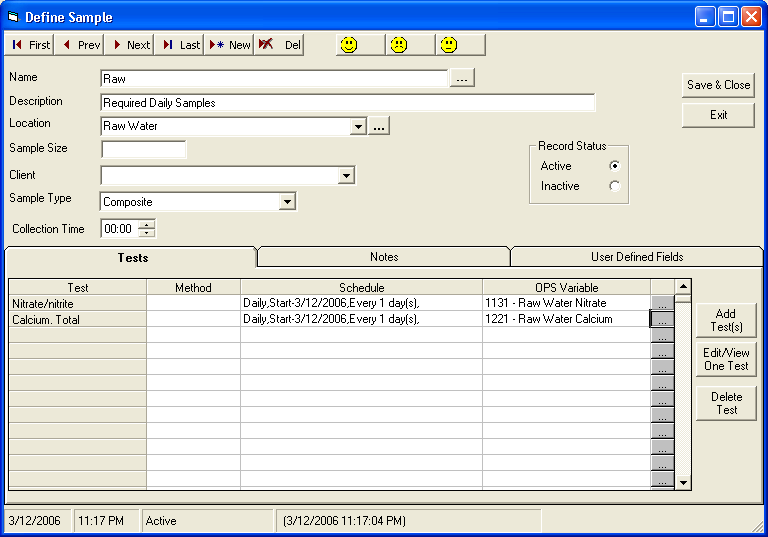 Define Sample
First Prev Next Last New Del
Name Raw ...
Save & Close
Description Required Daily Samples
Location Raw Water ...
Exit
Sample Size
Record Status
Client
Active
Sample Type Composite
Inactive
Collection Time 00:00
Tests Notes User Defined Fields
Test Method Schedule OPS Variable
Nitrate/nitrite Daily,Start-3/12/2006,Every 1 day(s), 1131 - Raw Water Nitrate ...
Calcium. Total Daily,Start-3/12/2006,Every 1 day(s), 1221 - Raw Water Calcium ...
...
...
...
...
...
...
...
...
...
...
Add
Test(s)
Edit/View
One Test
Delete
Test
3/12/2006 11:17 PM Active (3/12/2006 11:17:04 PM)